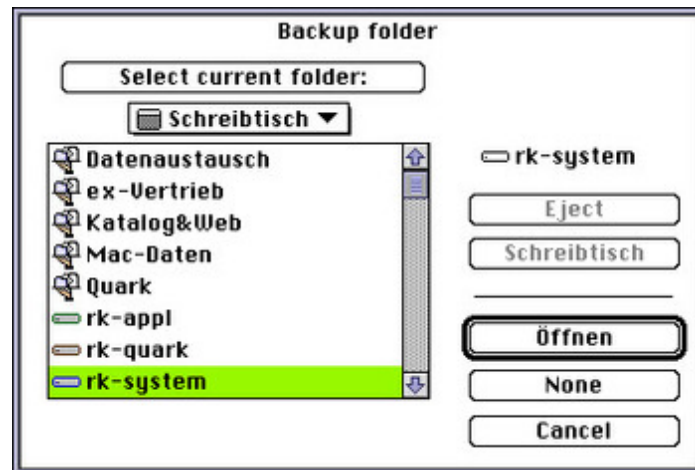 Backup folder
Select current folder:
Schreibtisch
Datenaustausch
ex-Vertrieb
Katalog&Web
Mac-Daten
Quark
rk-appl
rk-quark
rk-system
rk-system
Eject
Schreibtisch
Öffnen
None
Cancel